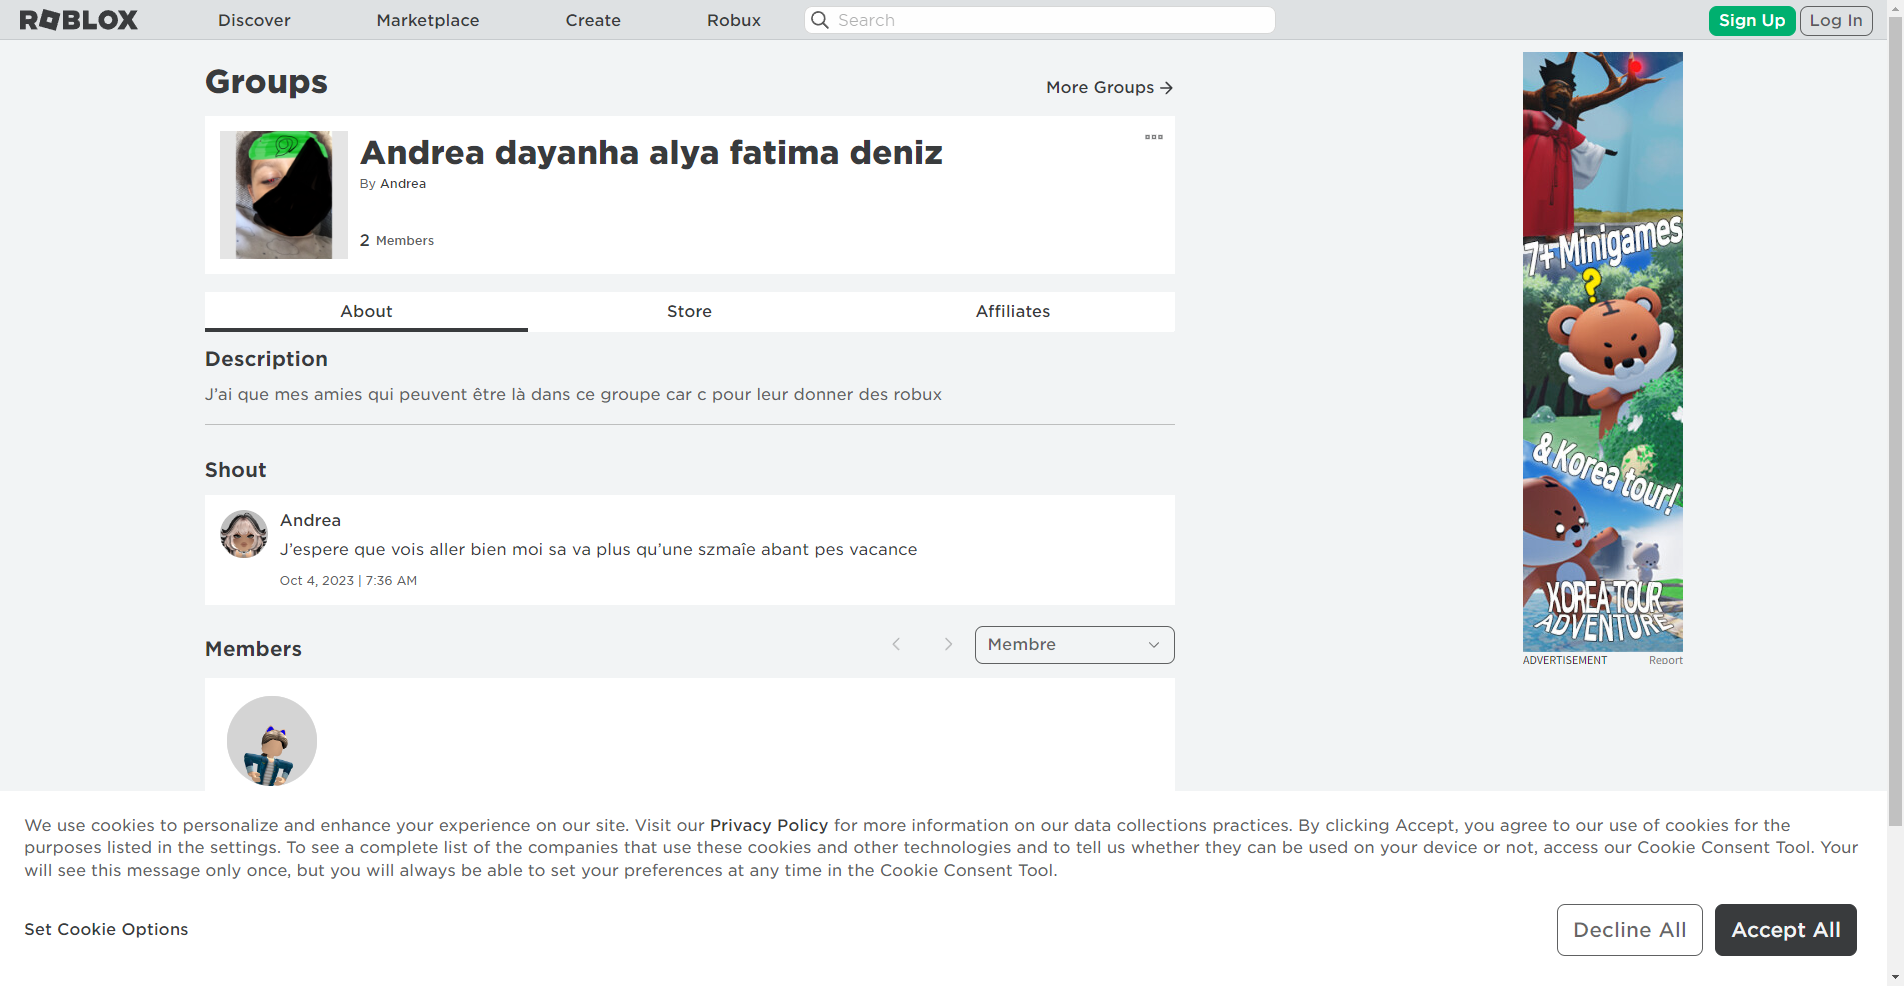 ROBLOX
Discover
Marketplace
Create
Robux
Search
Sign Up
Log In
Groups
More Groups
Andrea dayanha alya fatima deniz
By Andrea
2 Members
About
Store
Affiliates
Description
J'ai que mes amies qui peuvent être là dans ce groupe car c pour leur donner des robux
Shout
Andrea
J'espere que vois aller bien moi sa va plus qu'une szmaîe abant pes vacance
Oct 4, 2023 | 7:36 AM
Members
Membre
7+ Minigames
?
& Korea tour!
KOREA TOUR
ADVENTURE
ADVERTISEMENT
Report
We use cookies to personalize and enhance your experience on our site. Visit our Privacy Policy for more information on our data collections practices. By clicking Accept, you agree to our use of cookies for the
purposes listed in the settings. To see a complete list of the companies that use these cookies and other technologies and to tell us whether they can be used on your device or not, access our Cookie Consent Tool. Your
will see this message only once, but you will always be able to set your preferences at any time in the Cookie Consent Tool.
Set Cookie Options
Decline All
Accept All